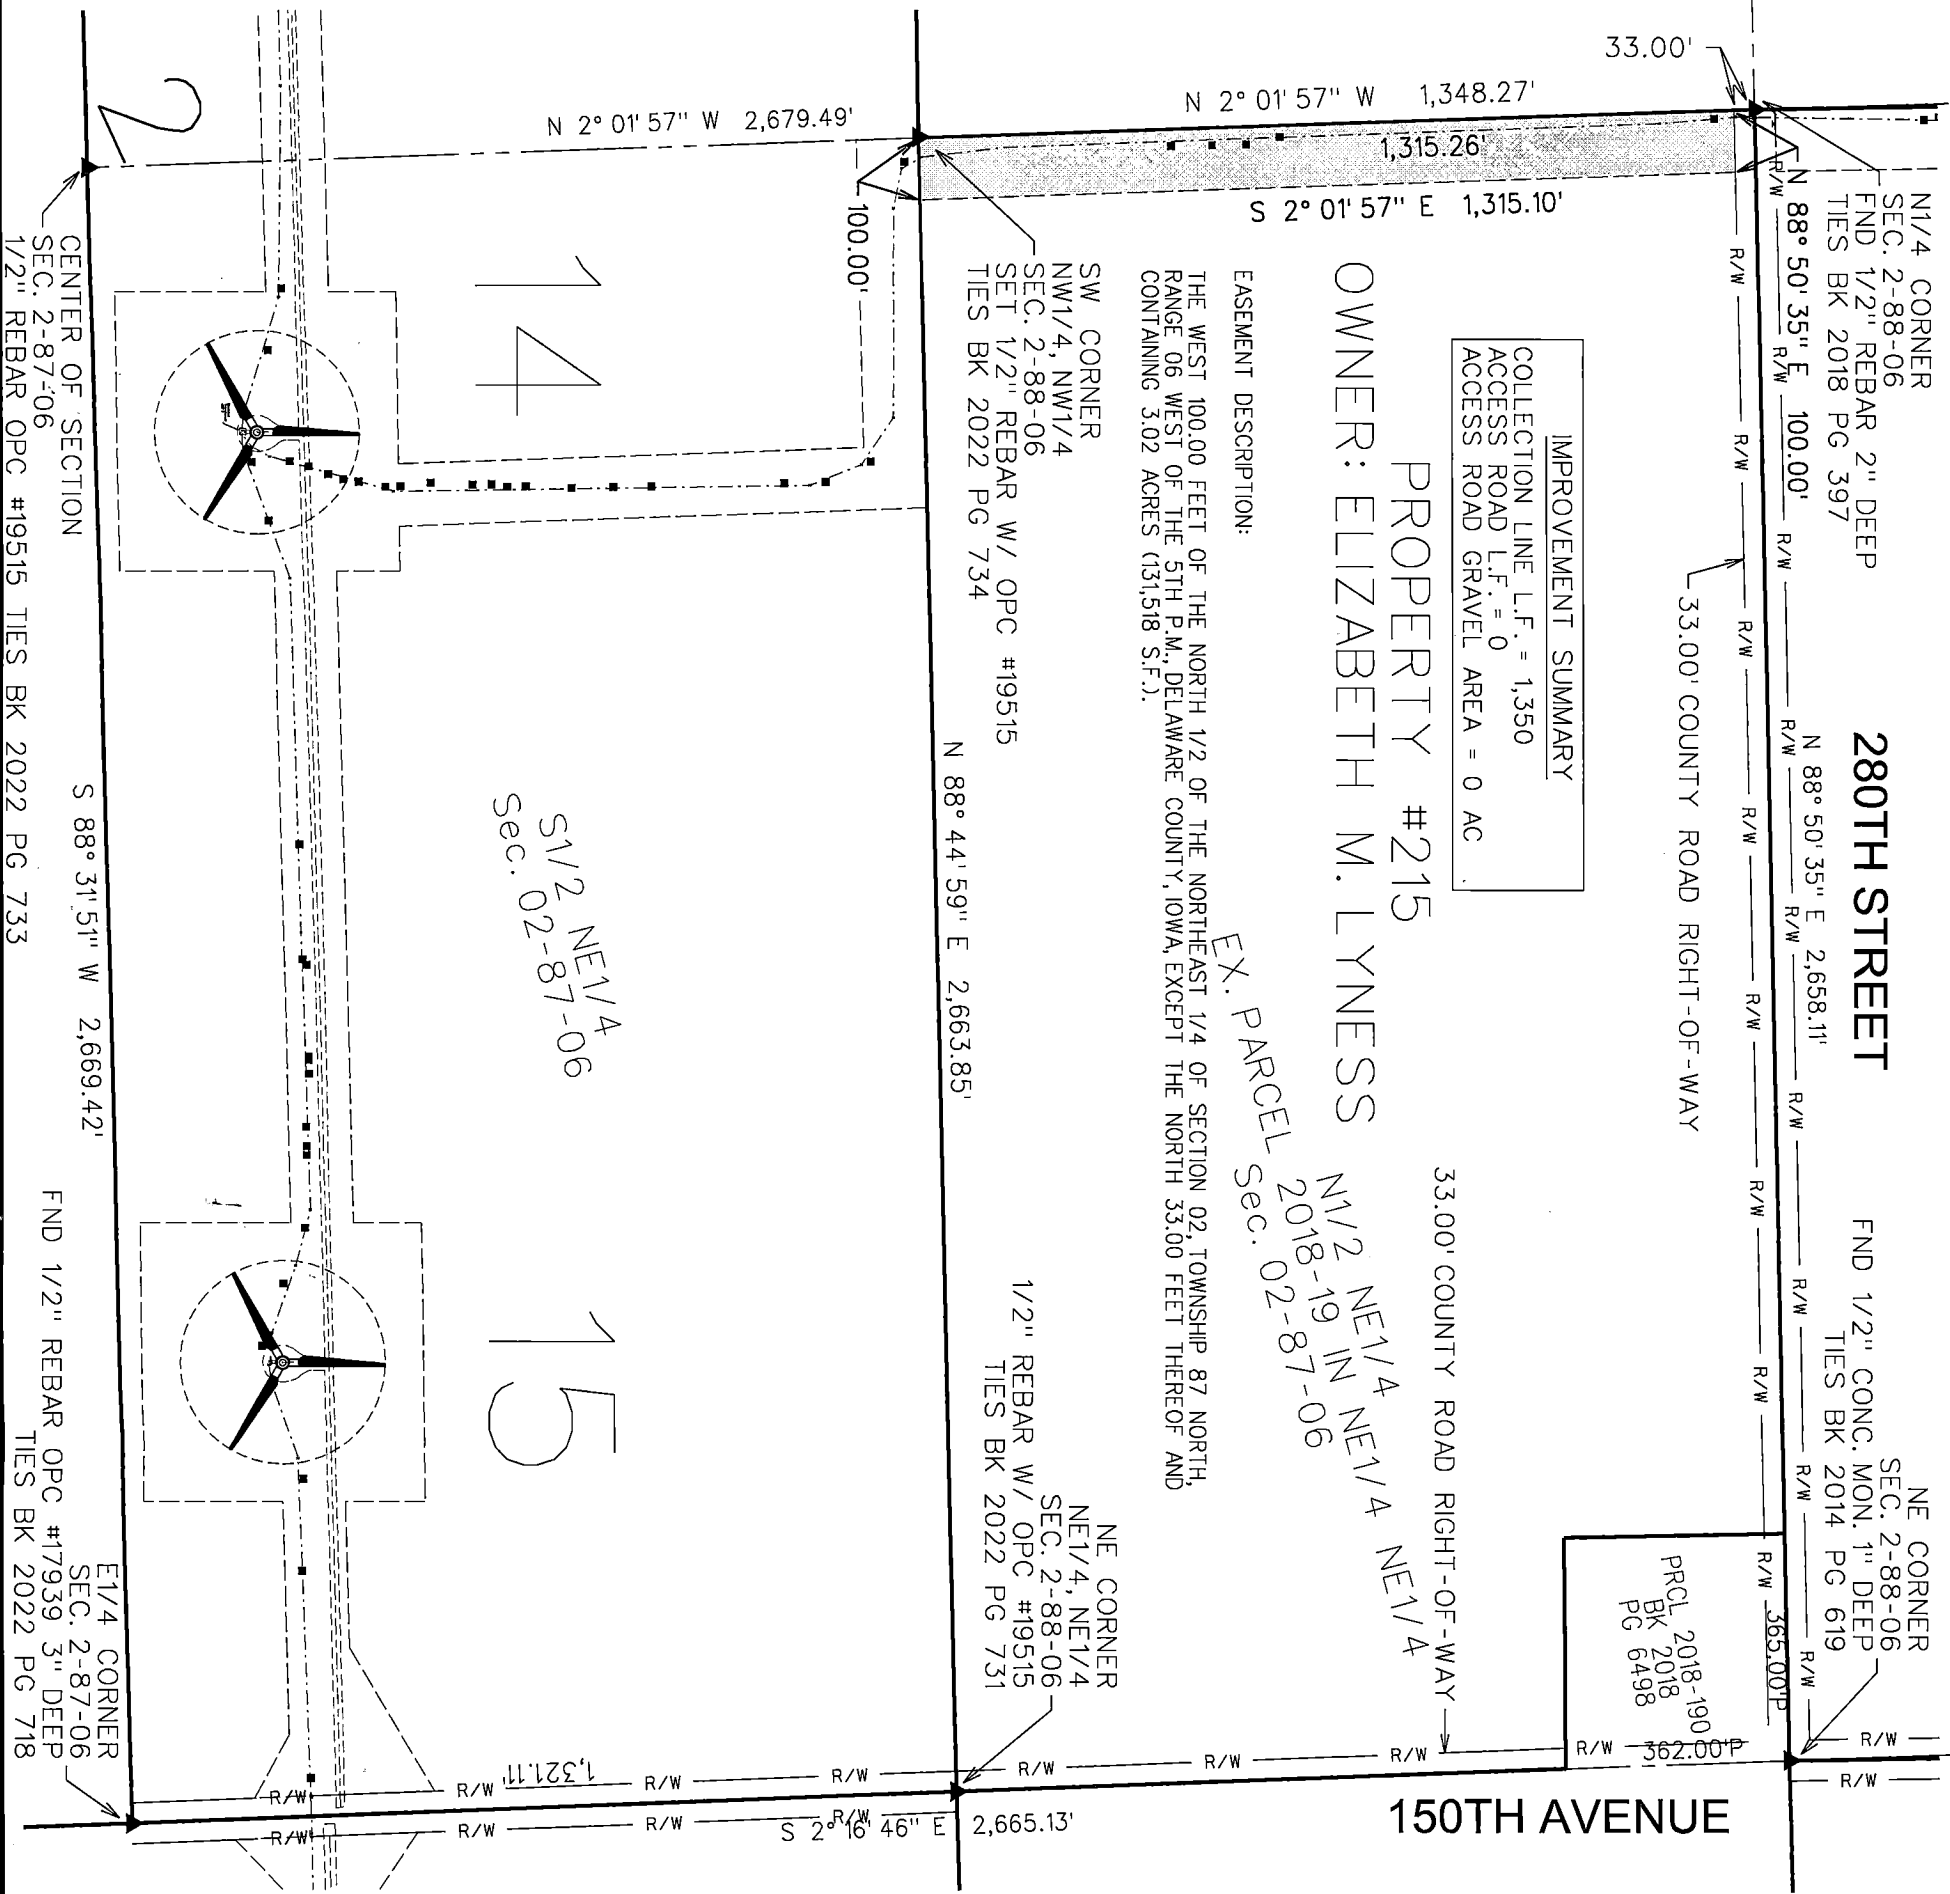 280TH STREET
N1/4 CORNER
SEC. 2-88-06
FND 1/2" REBAR 2" DEEP
TIES BK 2018 PG 397
NE CORNER
SEC. 2-88-06
FND 1/2" CONC. MON. 1" DEEP
TIES BK 2014 PG 619
N 88° 50' 35" E 2,658.11'
N 88° 50' 35" E 100.00'
R/W R/W R/W R/W R/W R/W R/W R/W R/W R/W
R/W R/W R/W R/W R/W R/W R/W R/W R/W
33.00'
33.00' COUNTY ROAD RIGHT-OF-WAY
365.00'P
PRCL 2018-190
BK 2018
PG 6498
362.00'P
IMPROVEMENT SUMMARY
COLLECTION LINE L.F. = 1,350
ACCESS ROAD L.F. = 0
ACCESS ROAD GRAVEL AREA = 0 AC
33.00' COUNTY ROAD RIGHT-OF-WAY
PROPERTY #215
OWNER: ELIZABETH M. LYNESS
N1/2 NE1/4
EX. PARCEL 2018-19 IN NE1/4 NE1/4
Sec. 02-87-06
EASEMENT DESCRIPTION:
THE WEST 100.00 FEET OF THE NORTH 1/2 OF THE NORTHEAST 1/4 OF SECTION 02, TOWNSHIP 87 NORTH,
RANGE 06 WEST OF THE 5TH P.M., DELAWARE COUNTY, IOWA, EXCEPT THE NORTH 33.00 FEET THEREOF AND
CONTAINING 3.02 ACRES (131,518 S.F.).
N 2° 01' 57" W 1,348.27'
1,315.26'
S 2° 01' 57" E 1,315.10'
SW CORNER
NW1/4, NW1/4
SEC. 2-88-06
SET 1/2" REBAR W/ OPC #19515
TIES BK 2022 PG 734
NE CORNER
NE1/4, NE1/4
SEC. 2-88-06
1/2" REBAR W/ OPC #19515
TIES BK 2022 PG 731
N 88° 44' 59" E 2,663.85'
100.00'
N 2° 01' 57" W 2,679.49'
14
15
2
S1/2 NE1/4
Sec. 02-87-06
150TH AVENUE
R/W R/W R/W R/W R/W R/W R/W R/W R/W
R/W R/W R/W R/W R/W
S 2° 16' 46" E 2,665.13'
1,321.11'
S 88° 31' 51" W 2,669.42'
CENTER OF SECTION
SEC. 2-87-06
1/2" REBAR OPC #19515 TIES BK 2022 PG 733
E1/4 CORNER
SEC. 2-87-06
FND 1/2" REBAR OPC #17939 3" DEEP
TIES BK 2022 PG 718